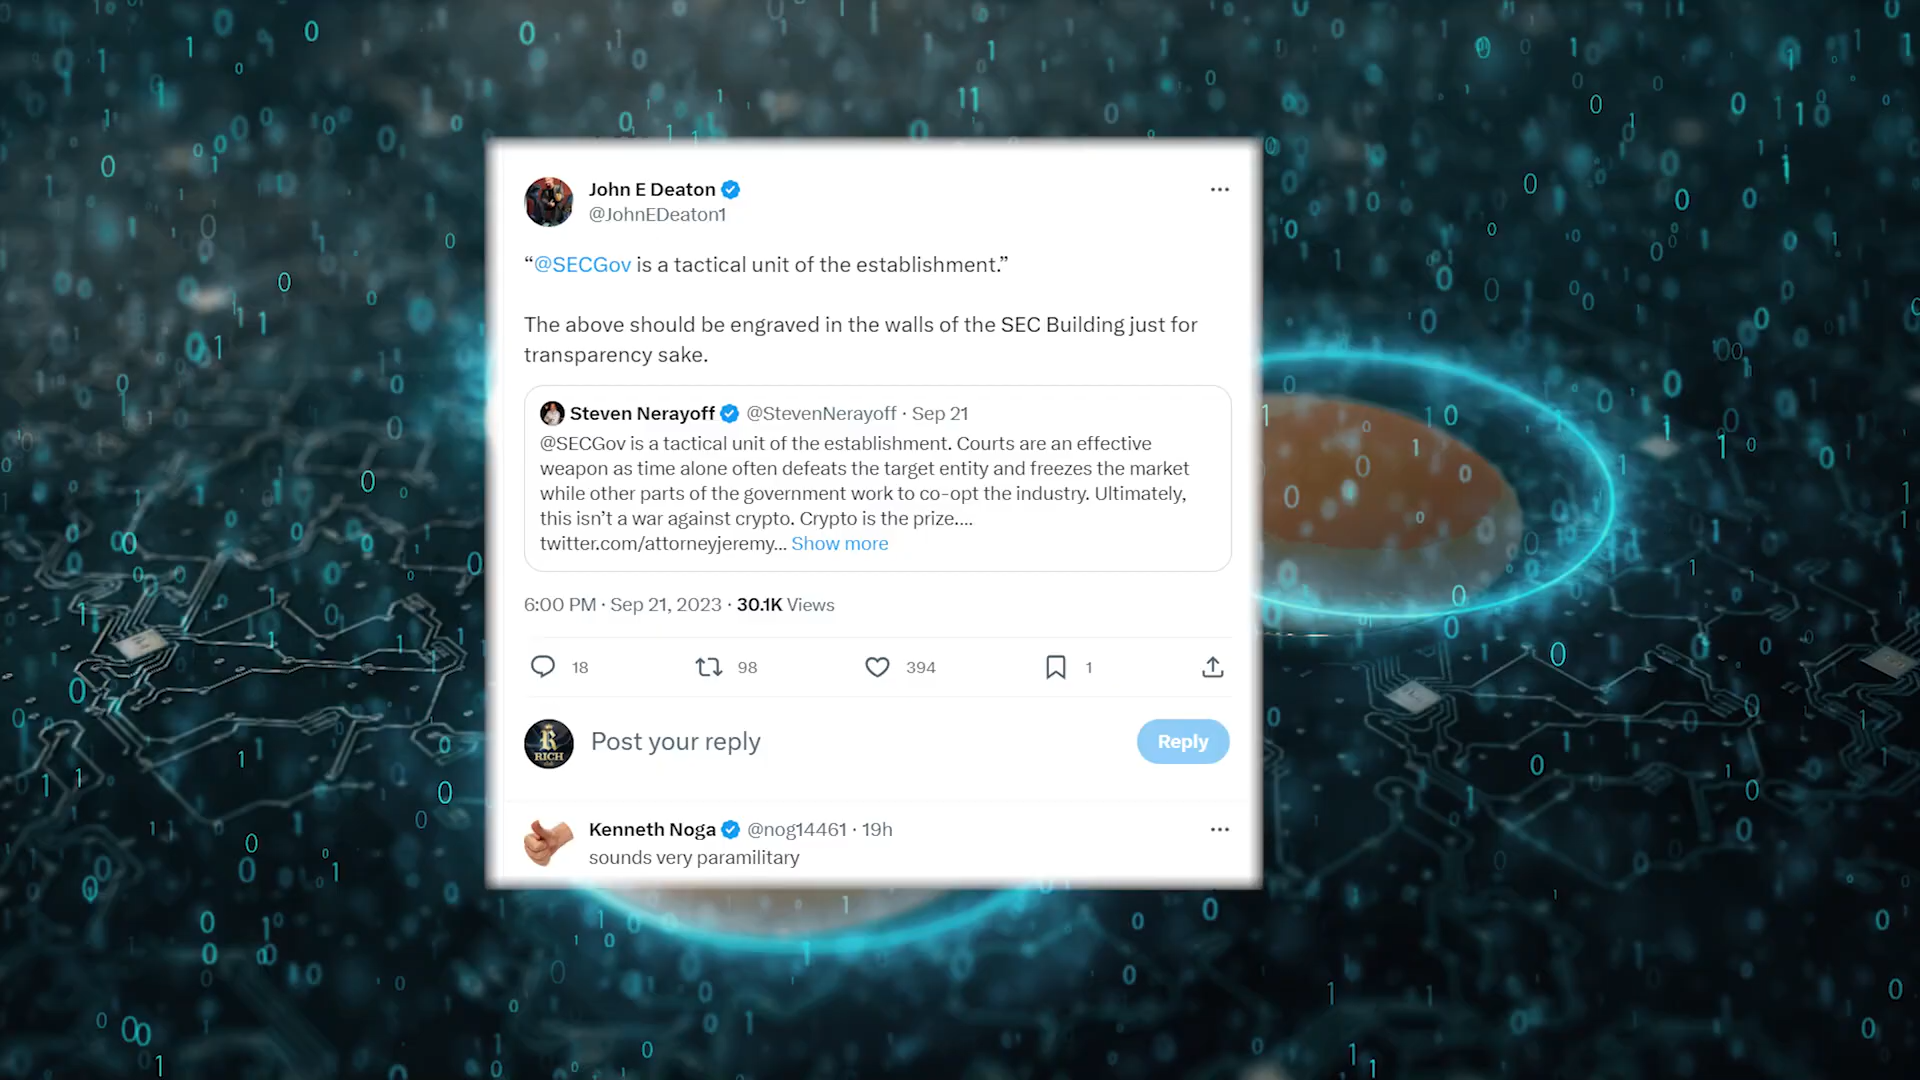 John E Deaton
@JohnEDeaton1
“@SECGov is a tactical unit of the establishment.”
The above should be engraved in the walls of the SEC Building just for
transparency sake.
Steven Nerayoff @StevenNerayoff · Sep 21
@SECGov is a tactical unit of the establishment. Courts are an effective
weapon as time alone often defeats the target entity and freezes the market
while other parts of the government work to co-opt the industry. Ultimately,
this isn’t a war against crypto. Crypto is the prize....
twitter.com/attorneyjeremy... Show more
6:00 PM · Sep 21, 2023 · 30.1K Views
18 98 394 1
R
RICH
Post your reply
Reply
Kenneth Noga @nog14461 · 19h
sounds very paramilitary